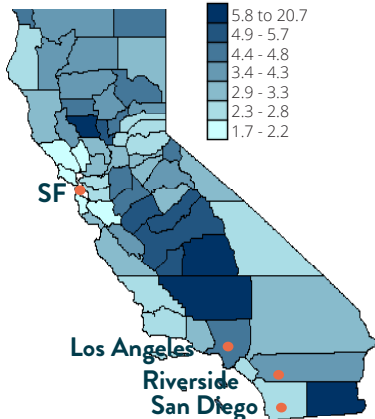 5.8 to 20.7
4.9 - 5.7
4.4 - 4.8
3.4 - 4.3
2.9 - 3.3
2.3 - 2.8
1.7 - 2.2
SF
Los Angeles
Riverside
San Diego